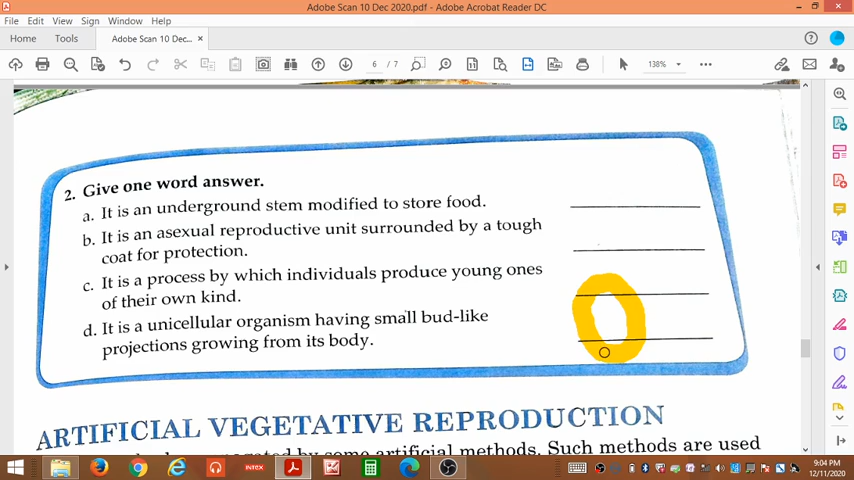 Adobe Scan 10 Dec 2020.pdf - Adobe Acrobat Reader DC
File Edit View Sign Window Help
Home Tools Adobe Scan 10 Dec... ×
6 / 7 138%
2. Give one word answer.
a. It is an underground stem modified to store food.
b. It is an asexual reproductive unit surrounded by a tough
coat for protection.
c. It is a process by which individuals produce young ones
of their own kind.
d. It is a unicellular organism having small bud-like
projections growing from its body.
ARTIFICIAL VEGETATIVE REPRODUCTION
by some artificial methods. Such methods are used
intex
9:04 PM
12/11/2020